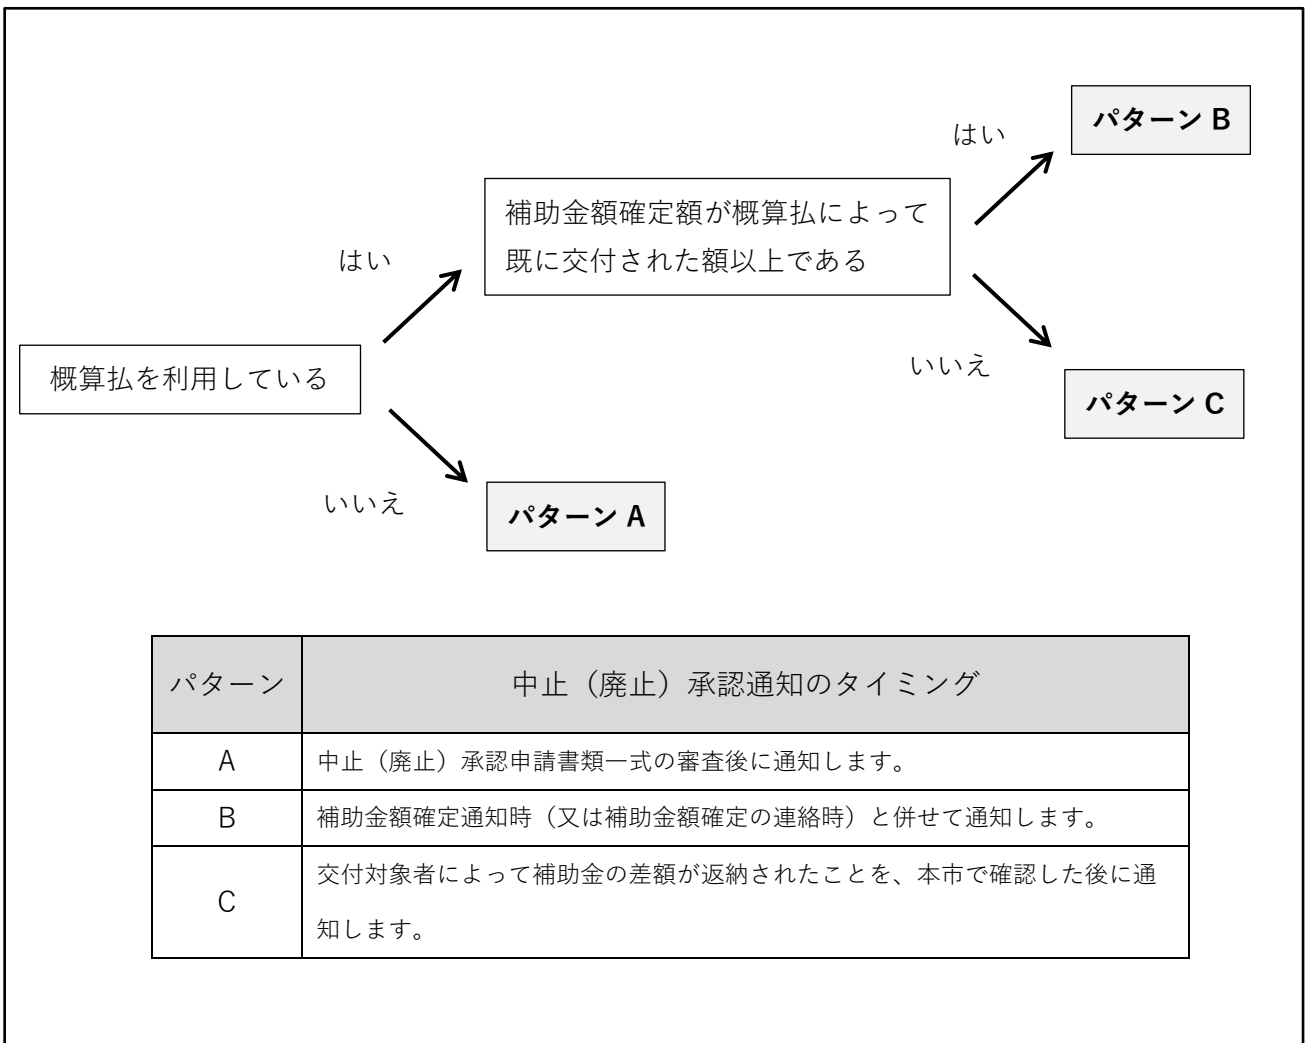 パターン B
はい
補助金額確定額が概算払によって
既に交付された額以上である
はい
いいえ
概算払を利用している
パターン C
いいえ
パターン A
パターン
中止（廃止）承認通知のタイミング
A
中止（廃止）承認申請書類一式の審査後に通知します。
B
補助金額確定通知時（又は補助金額確定の連絡時）と併せて通知します。
C
交付対象者によって補助金の差額が返納されたことを、本市で確認した後に通
知します。